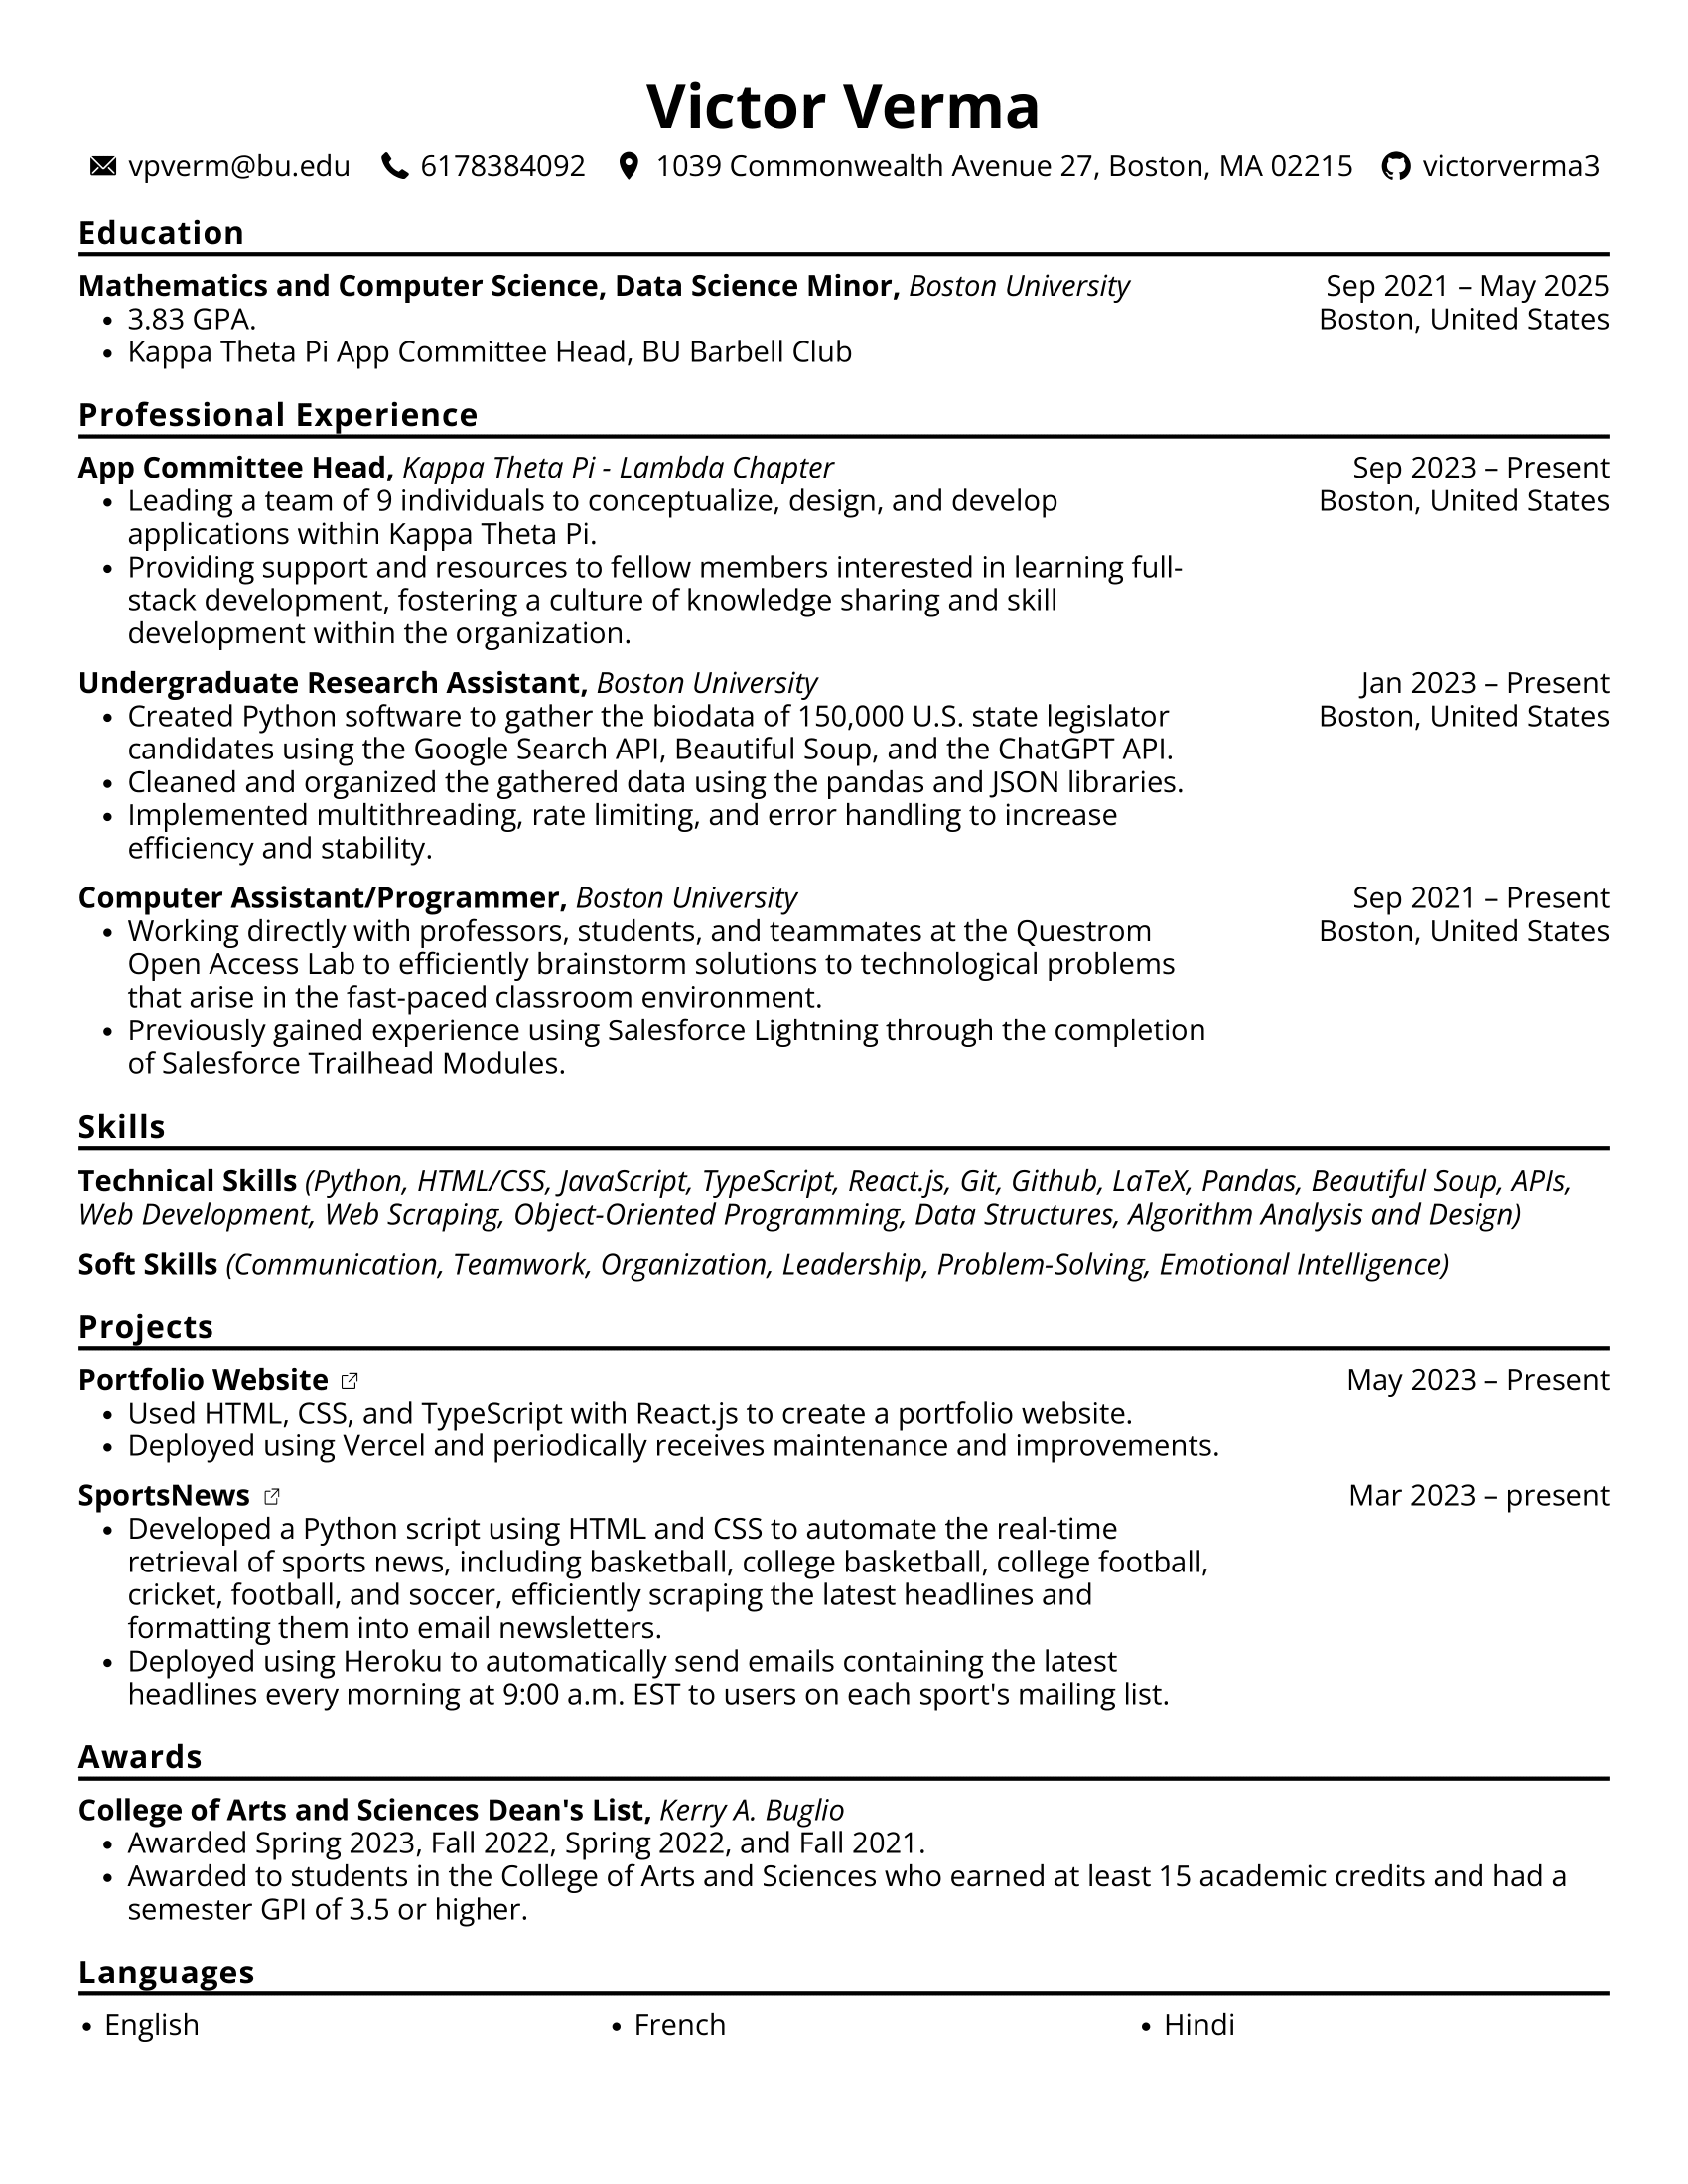 Victor Verma
vpverm@bu.edu 6178384092 1039 Commonwealth Avenue 27, Boston, MA 02215 victorverma3
Education
Mathematics and Computer Science, Data Science Minor, Boston University Sep 2021 – May 2025
• 3.83 GPA. Boston, United States
• Kappa Theta Pi App Committee Head, BU Barbell Club
Professional Experience
App Committee Head, Kappa Theta Pi - Lambda Chapter Sep 2023 – Present
• Leading a team of 9 individuals to conceptualize, design, and develop Boston, United States
applications within Kappa Theta Pi.
• Providing support and resources to fellow members interested in learning full-
stack development, fostering a culture of knowledge sharing and skill
development within the organization.
Undergraduate Research Assistant, Boston University Jan 2023 – Present
• Created Python software to gather the biodata of 150,000 U.S. state legislator Boston, United States
candidates using the Google Search API, Beautiful Soup, and the ChatGPT API.
• Cleaned and organized the gathered data using the pandas and JSON libraries.
• Implemented multithreading, rate limiting, and error handling to increase
efficiency and stability.
Computer Assistant/Programmer, Boston University Sep 2021 – Present
• Working directly with professors, students, and teammates at the Questrom Boston, United States
Open Access Lab to efficiently brainstorm solutions to technological problems
that arise in the fast-paced classroom environment.
• Previously gained experience using Salesforce Lightning through the completion
of Salesforce Trailhead Modules.
Skills
Technical Skills (Python, HTML/CSS, JavaScript, TypeScript, React.js, Git, Github, LaTeX, Pandas, Beautiful Soup, APIs,
Web Development, Web Scraping, Object-Oriented Programming, Data Structures, Algorithm Analysis and Design)
Soft Skills (Communication, Teamwork, Organization, Leadership, Problem-Solving, Emotional Intelligence)
Projects
Portfolio Website May 2023 – Present
• Used HTML, CSS, and TypeScript with React.js to create a portfolio website.
• Deployed using Vercel and periodically receives maintenance and improvements.
SportsNews Mar 2023 – present
• Developed a Python script using HTML and CSS to automate the real-time
retrieval of sports news, including basketball, college basketball, college football,
cricket, football, and soccer, efficiently scraping the latest headlines and
formatting them into email newsletters.
• Deployed using Heroku to automatically send emails containing the latest
headlines every morning at 9:00 a.m. EST to users on each sport's mailing list.
Awards
College of Arts and Sciences Dean's List, Kerry A. Buglio
• Awarded Spring 2023, Fall 2022, Spring 2022, and Fall 2021.
• Awarded to students in the College of Arts and Sciences who earned at least 15 academic credits and had a
semester GPI of 3.5 or higher.
Languages
• English • French • Hindi